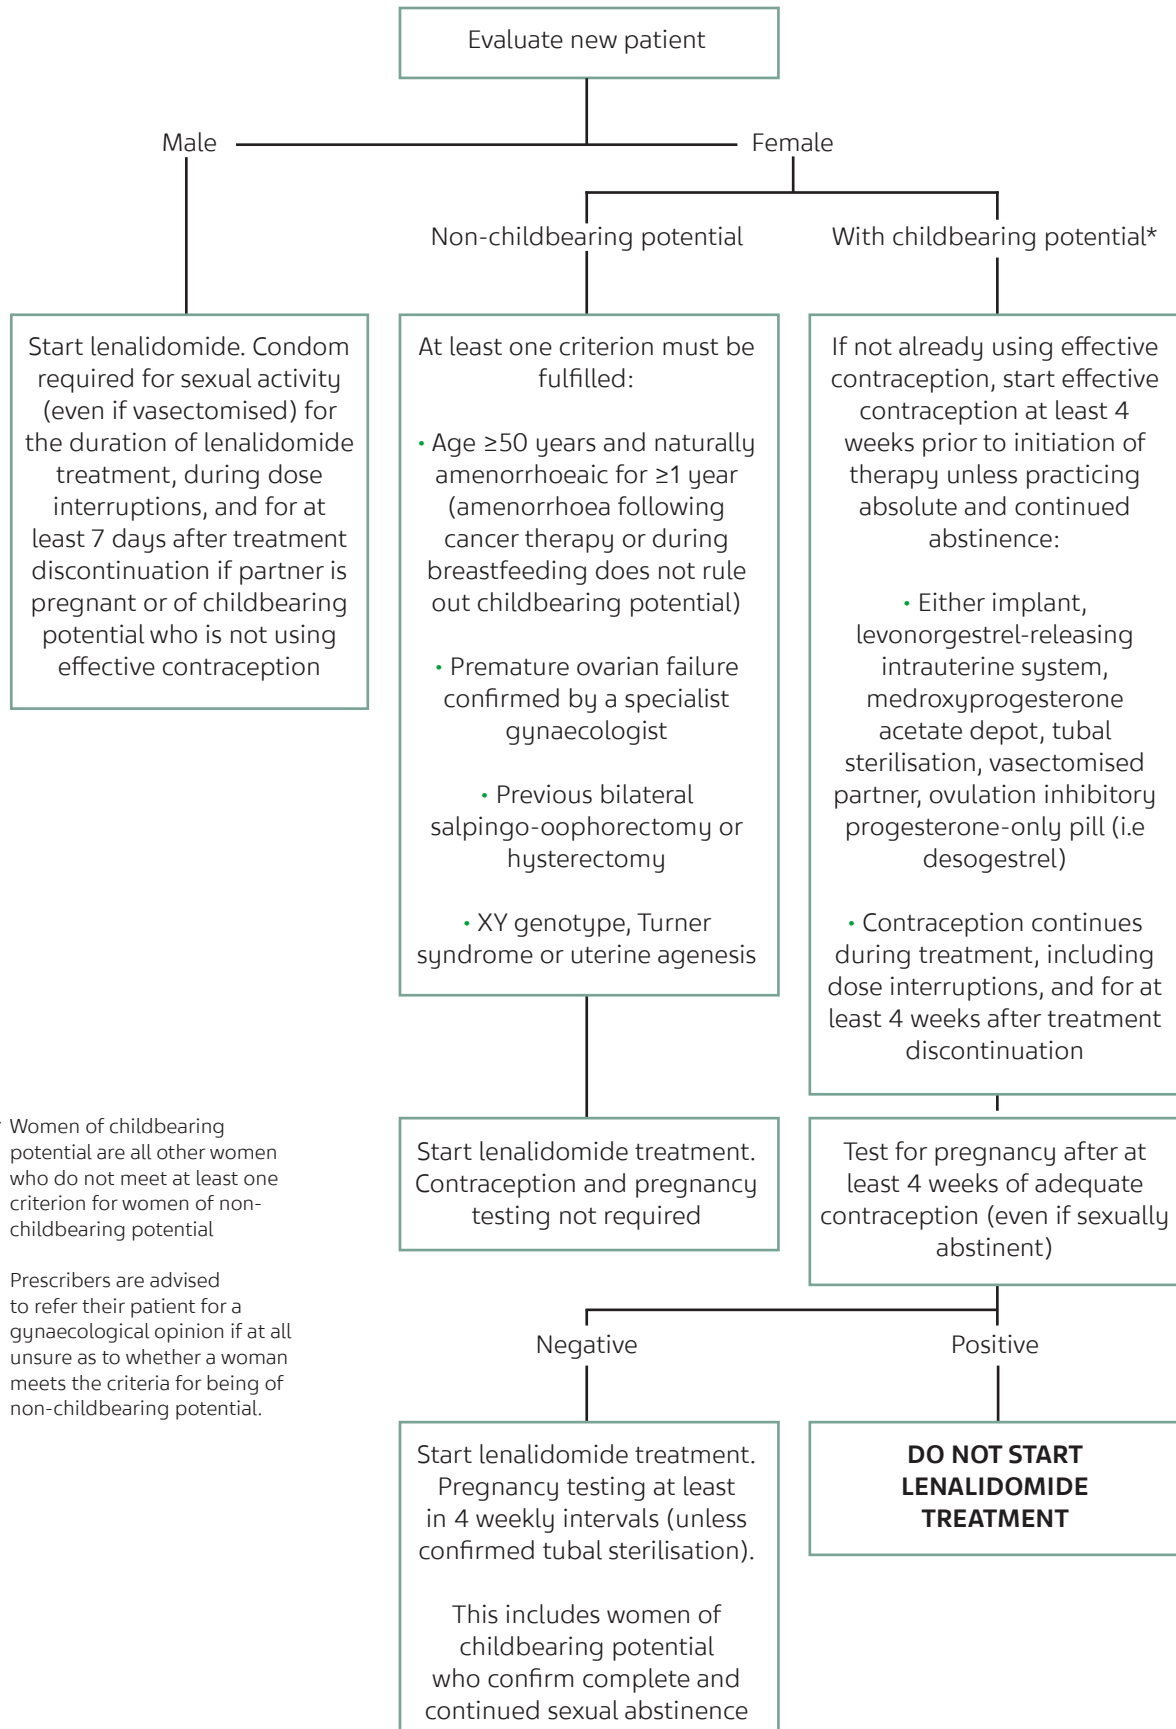 Evaluate new patient
Male
Female
Non-childbearing potential
With childbearing potential*
Start lenalidomide. Condom
required for sexual activity
(even if vasectomised) for
the duration of lenalidomide
treatment, during dose
interruptions, and for at
least 7 days after treatment
discontinuation if partner is
pregnant or of childbearing
potential who is not using
effective contraception
At least one criterion must be
fulfilled:
• Age ≥50 years and naturally
amenorrhoeaic for ≥1 year
(amenorrhoea following
cancer therapy or during
breastfeeding does not rule
out childbearing potential)
• Premature ovarian failure
confirmed by a specialist
gynaecologist
• Previous bilateral
salpingo-oophorectomy or
hysterectomy
• XY genotype, Turner
syndrome or uterine agenesis
If not already using effective
contraception, start effective
contraception at least 4
weeks prior to initiation of
therapy unless practicing
absolute and continued
abstinence:
• Either implant,
levonorgestrel-releasing
intrauterine system,
medroxyprogesterone
acetate depot, tubal
sterilisation, vasectomised
partner, ovulation inhibitory
progesterone-only pill (i.e
desogestrel)
• Contraception continues
during treatment, including
dose interruptions, and for at
least 4 weeks after treatment
discontinuation
Women of childbearing
potential are all other women
who do not meet at least one
criterion for women of non-
childbearing potential
Prescribers are advised
to refer their patient for a
gynaecological opinion if at all
unsure as to whether a woman
meets the criteria for being of
non-childbearing potential.
Start lenalidomide treatment.
Contraception and pregnancy
testing not required
Test for pregnancy after at
least 4 weeks of adequate
contraception (even if sexually
abstinent)
Negative
Positive
Start lenalidomide treatment.
Pregnancy testing at least
in 4 weekly intervals (unless
confirmed tubal sterilisation).
This includes women of
childbearing potential
who confirm complete and
continued sexual abstinence
DO NOT START
LENALIDOMIDE
TREATMENT